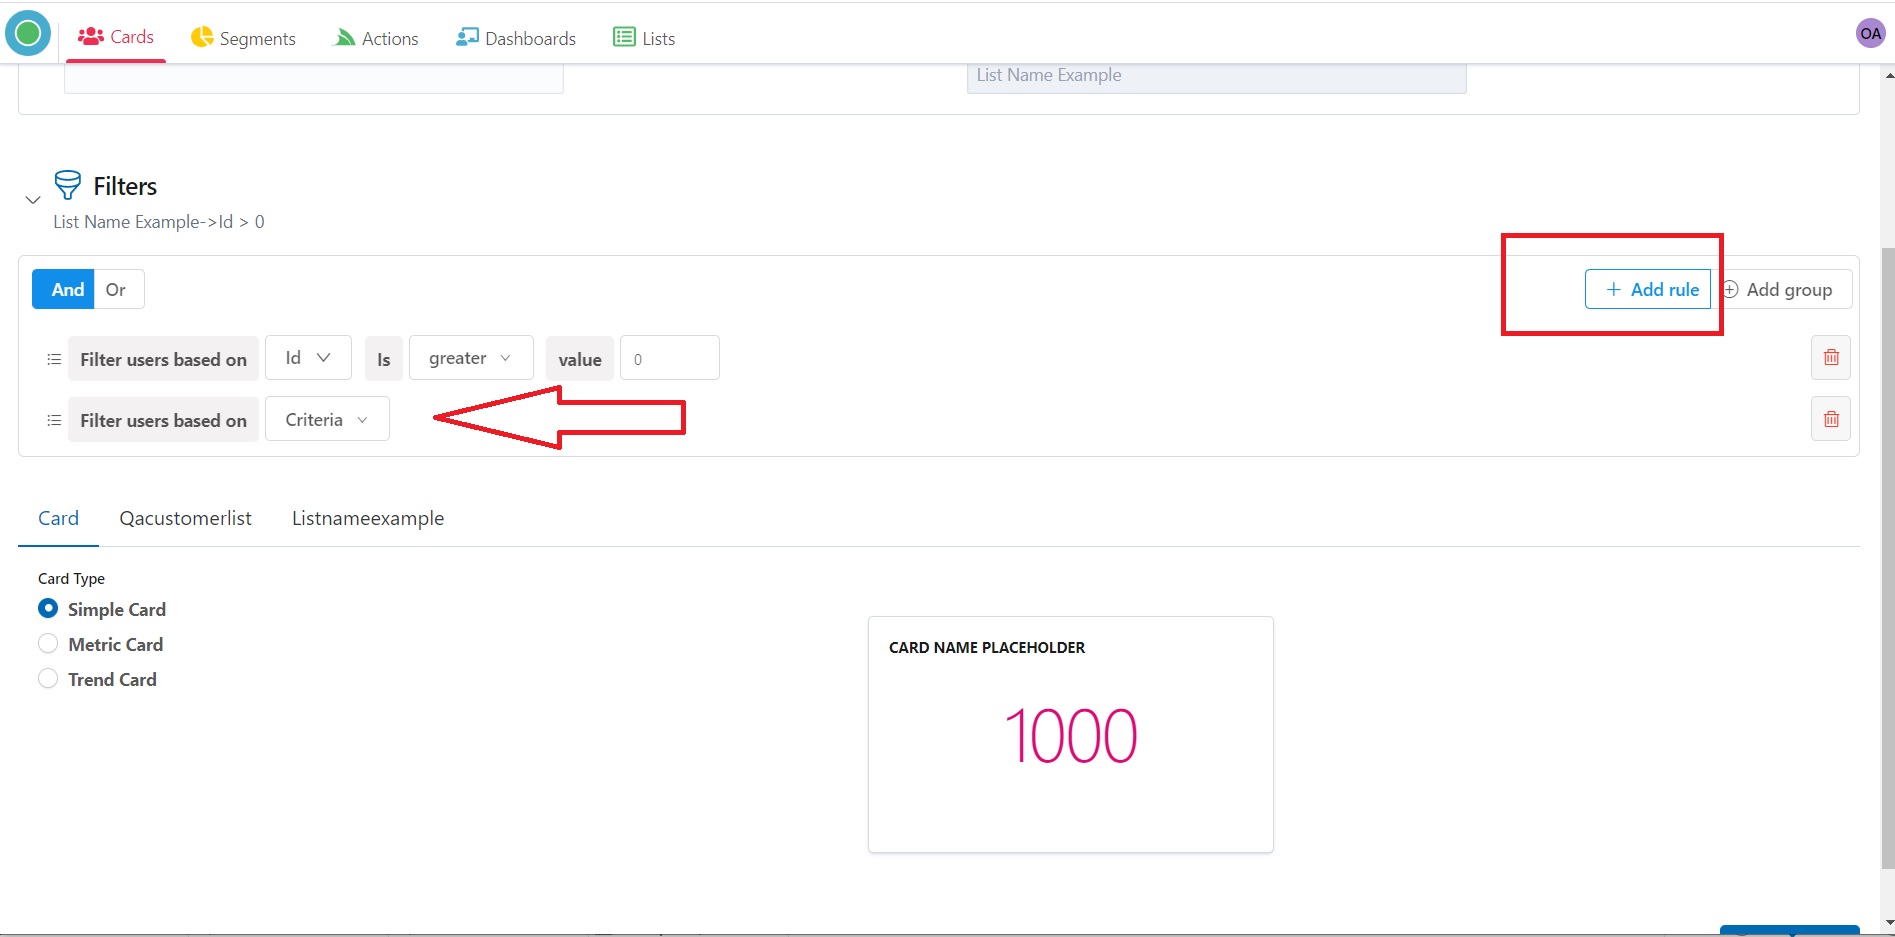 Cards
Segments
Actions
Dashboards
Lists
OA
List Name Example
Filters
List Name Example->Id > 0
And Or
+ Add rule
Add group
Filter users based on Id Is greater value 0
Filter users based on Criteria
Card Qacustomerlist Listnameexample
Card Type
Simple Card
Metric Card
Trend Card
CARD NAME PLACEHOLDER
1000